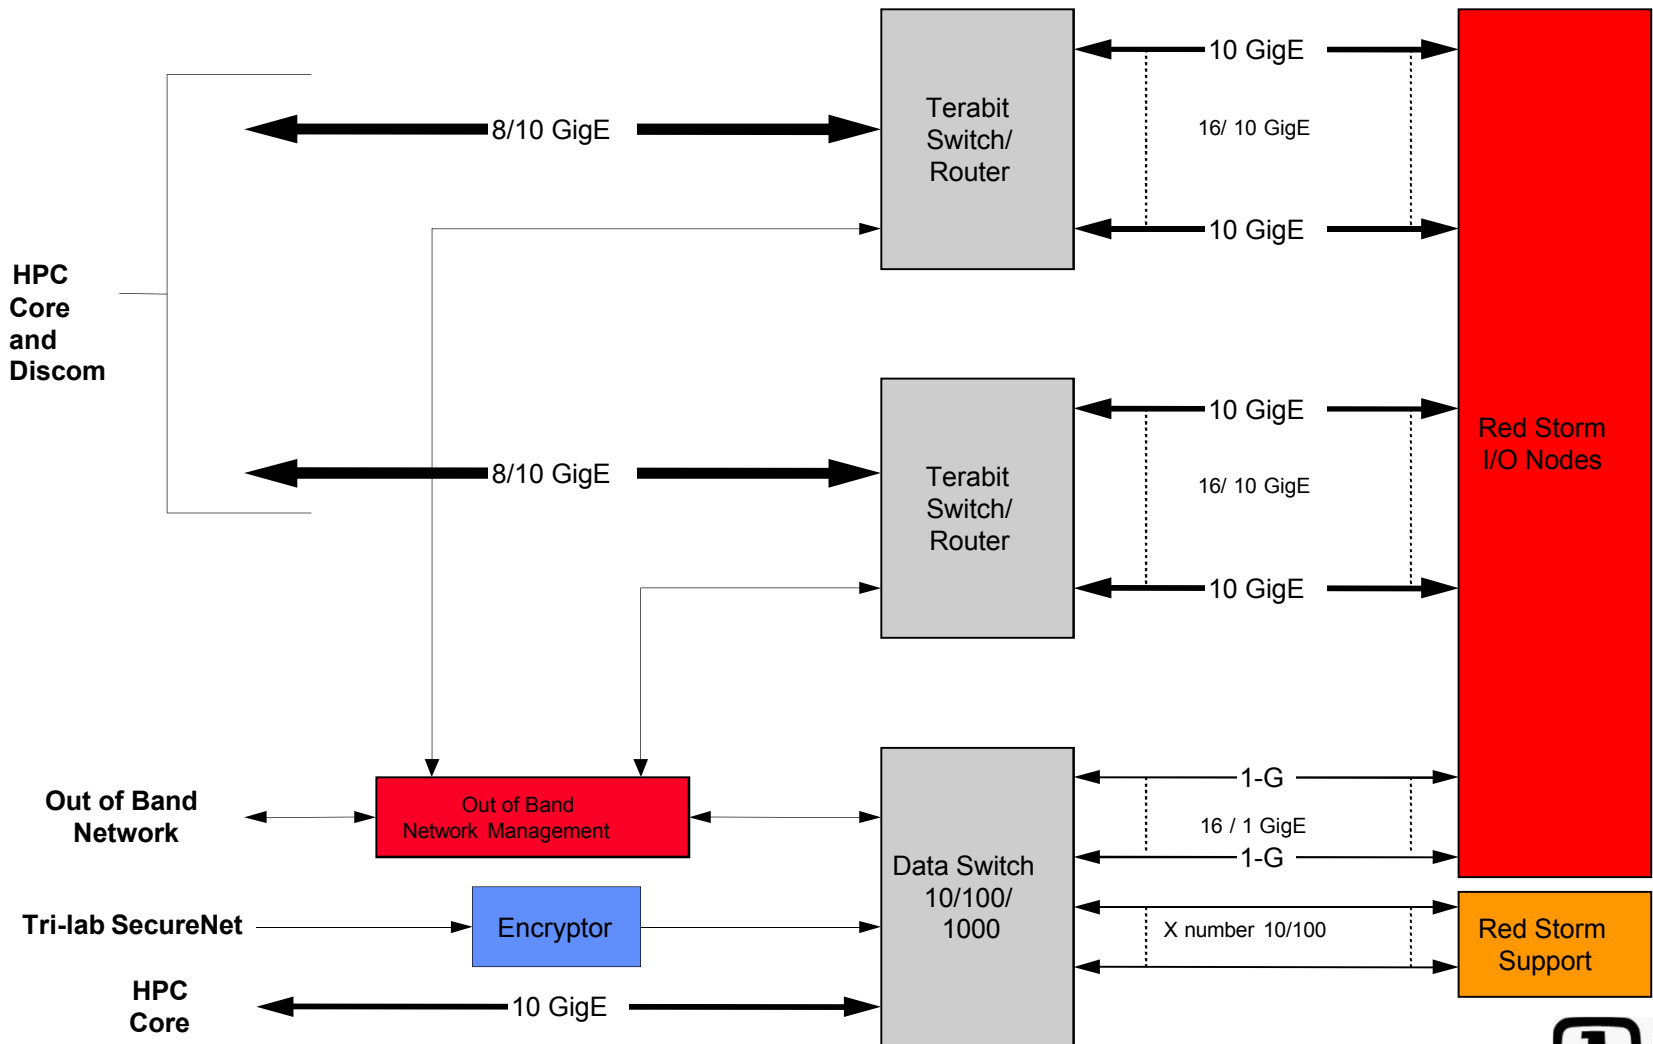 10 GigE
Terabit
Switch/
Router
8/10 GigE
16/ 10 GigE
10 GigE
HPC
Core
and
Discom
10 GigE
Terabit
Switch/
Router
8/10 GigE
16/ 10 GigE
10 GigE
Red Storm
I/O Nodes
Out of Band
Network
Out of Band
Network Management
1-G
16 / 1 GigE
1-G
Data Switch
10/100/
1000
Tri-lab SecureNet
Encryptor
X number 10/100
Red Storm
Support
HPC
Core
10 GigE